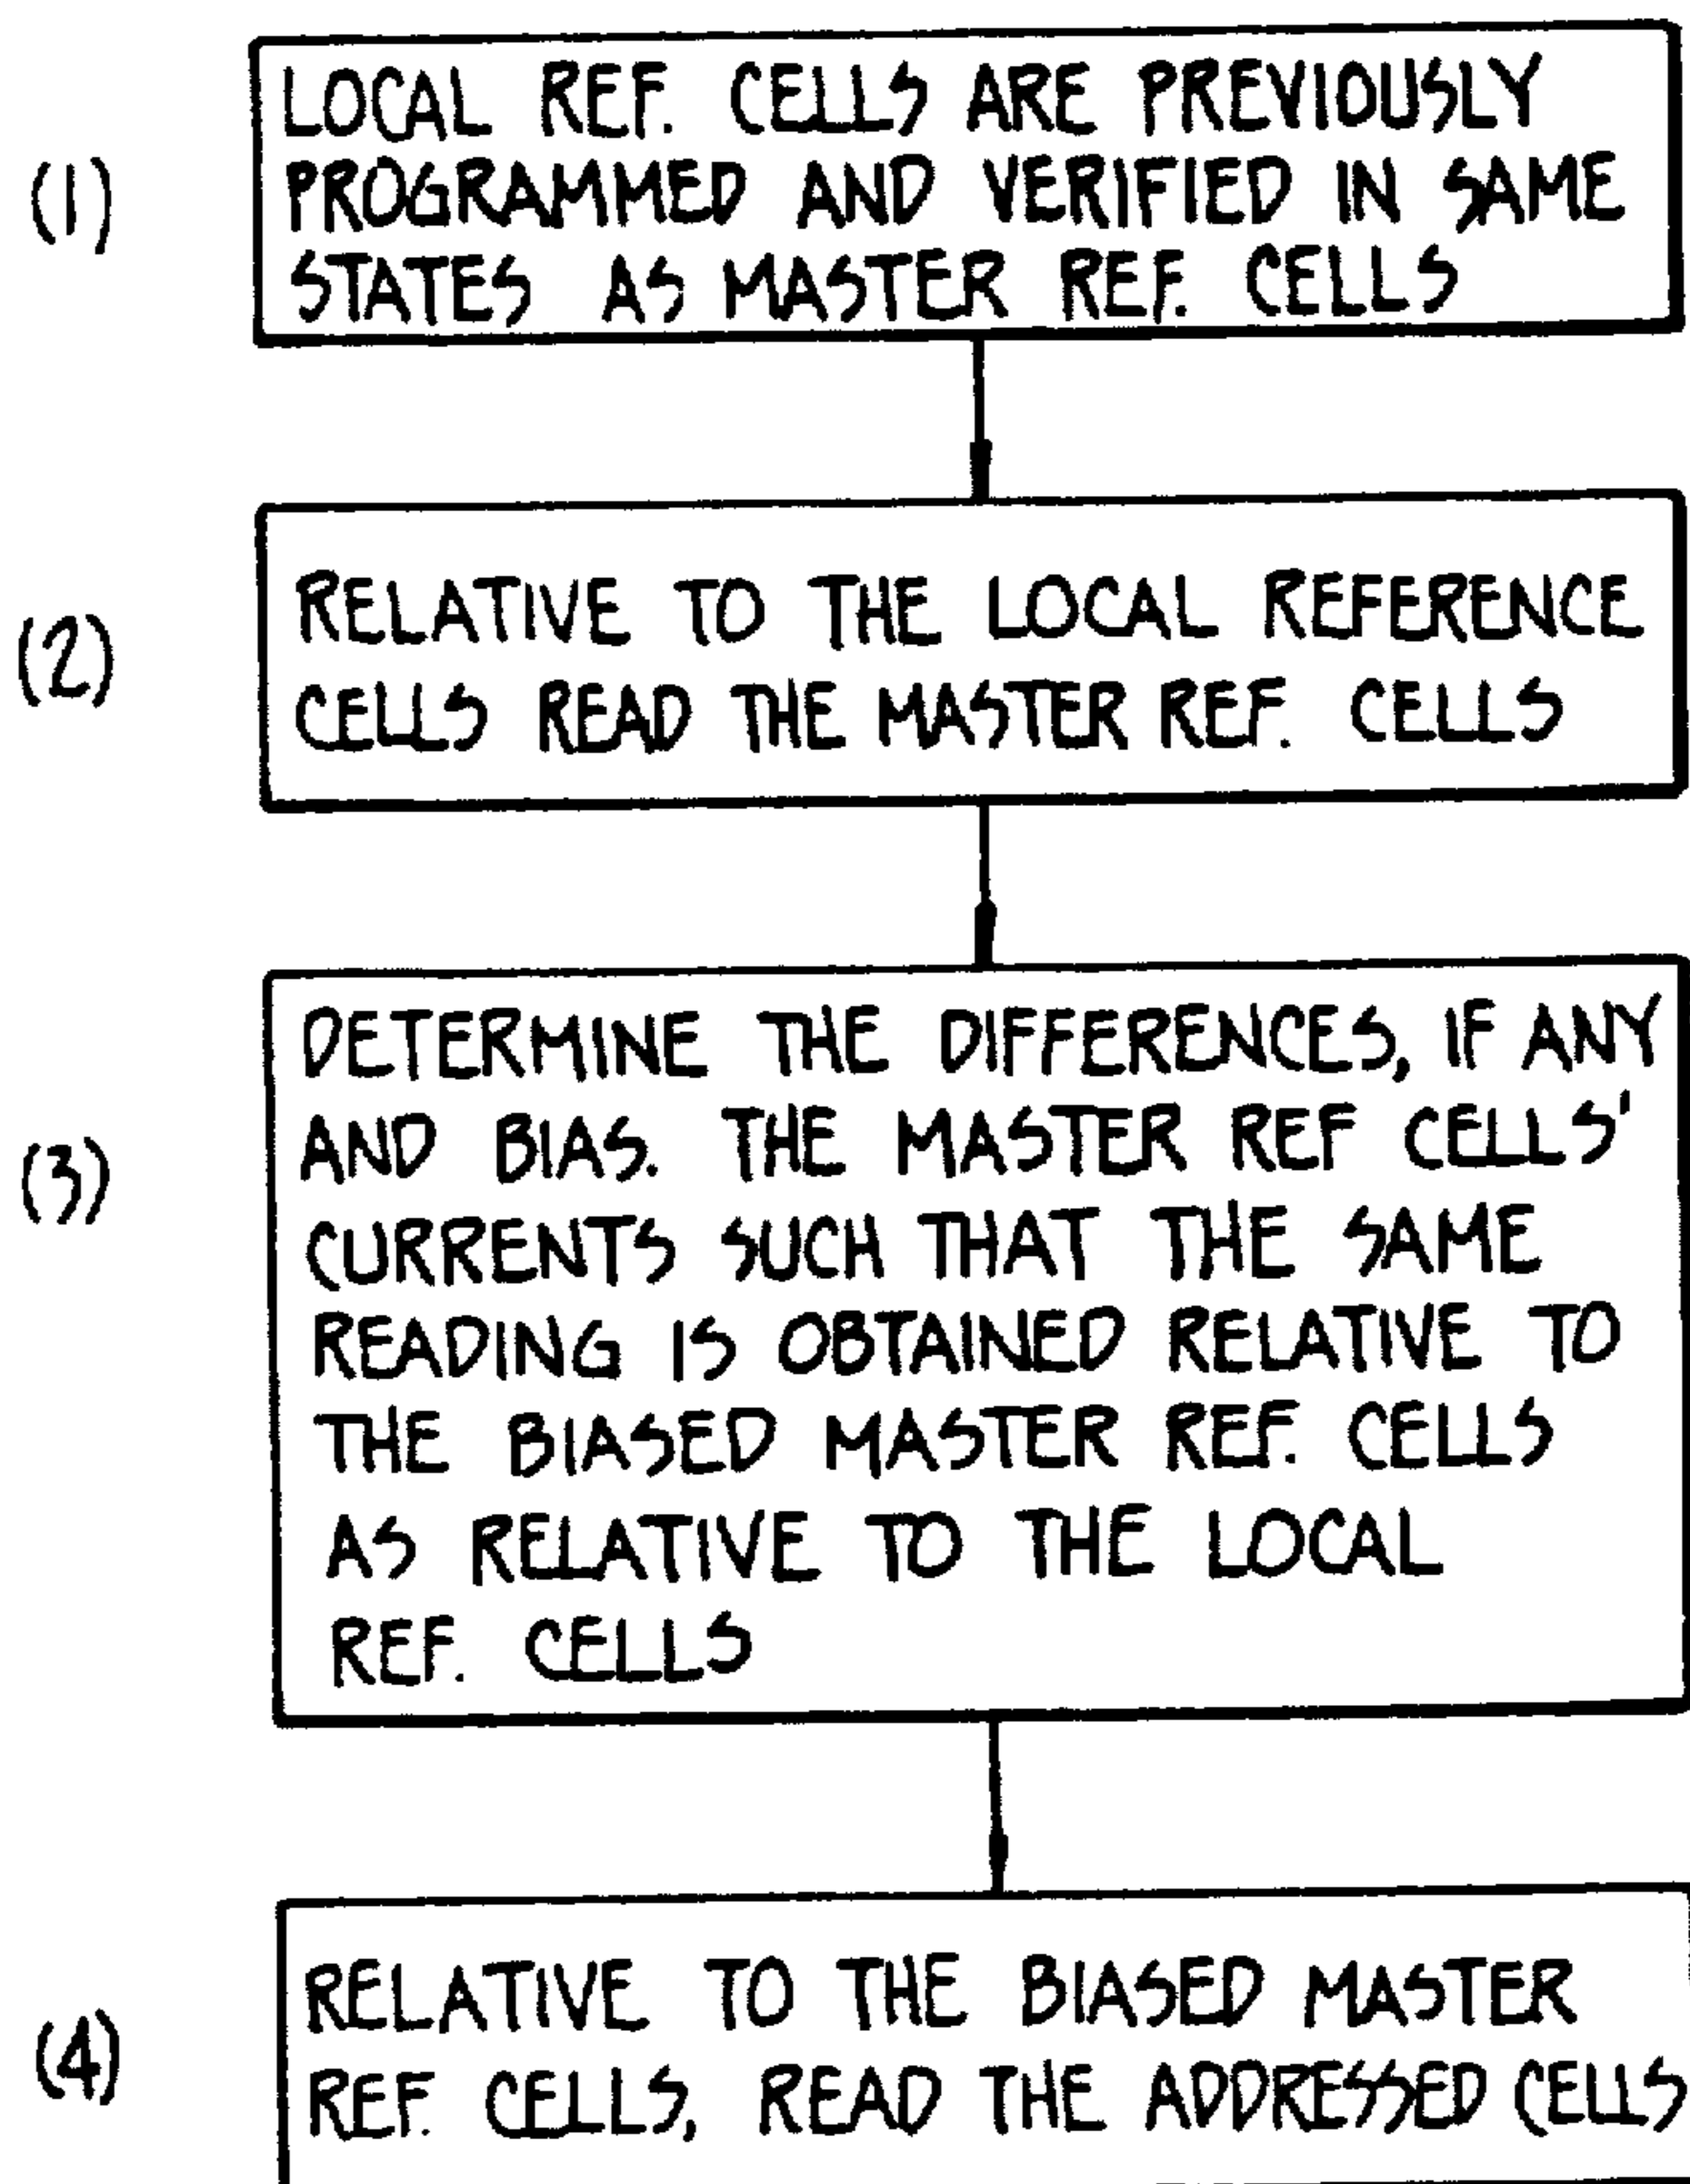 (1)
LOCAL REF. CELLS ARE PREVIOUSLY
PROGRAMMED AND VERIFIED IN SAME
STATES AS MASTER REF. CELLS
(2)
RELATIVE TO THE LOCAL REFERENCE
CELLS READ THE MASTER REF. CELLS
(3)
DETERMINE THE DIFFERENCES, IF ANY
AND BIAS. THE MASTER REF CELLS'
CURRENTS SUCH THAT THE SAME
READING IS OBTAINED RELATIVE TO
THE BIASED MASTER REF. CELLS
AS RELATIVE TO THE LOCAL
REF. CELLS
(4)
RELATIVE TO THE BIASED MASTER
REF. CELLS, READ THE ADDRESSED CELLS